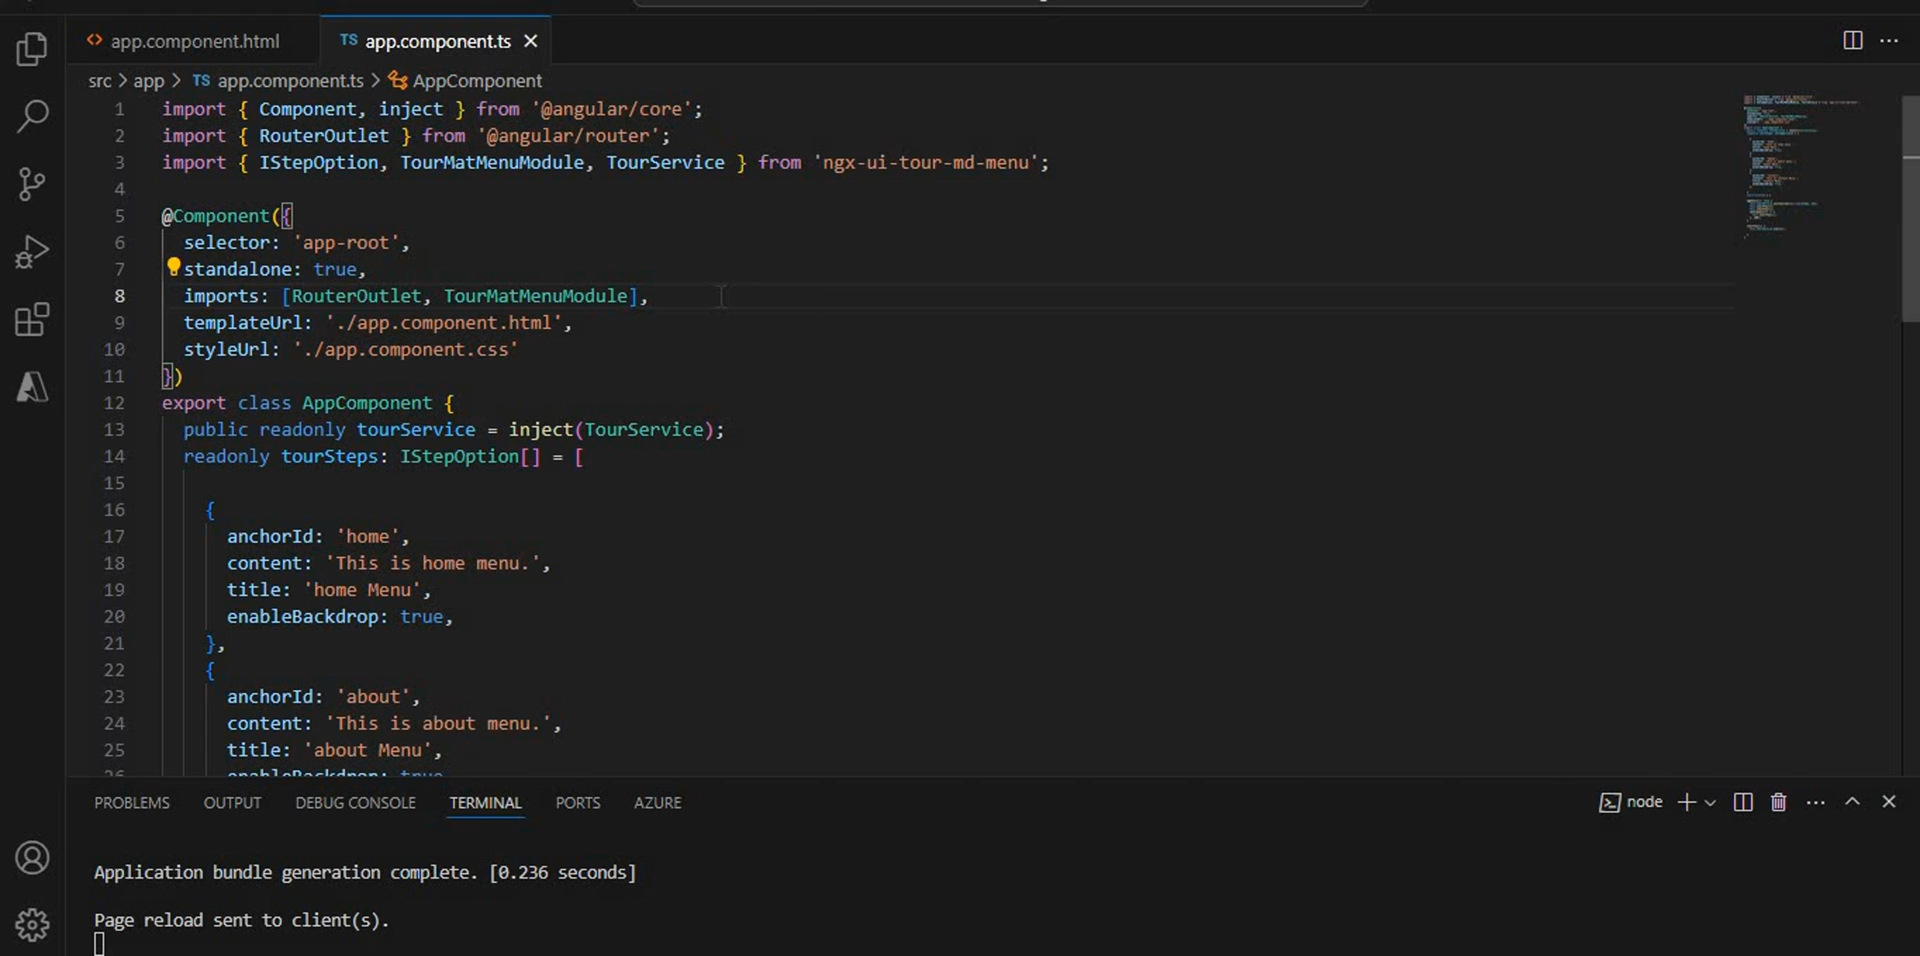 <> app.component.html
TS app.component.ts
src > app > TS app.component.ts > AppComponent
1 import { Component, inject } from '@angular/core';
2 import { RouterOutlet } from '@angular/router';
3 import { IStepOption, TourMatMenuModule, TourService } from 'ngx-ui-tour-md-menu';
4
5 @Component({
6 selector: 'app-root',
7 standalone: true,
8 imports: [RouterOutlet, TourMatMenuModule],
9 templateUrl: './app.component.html',
10 styleUrl: './app.component.css'
11 })
12 export class AppComponent {
13 public readonly tourService = inject(TourService);
14 readonly tourSteps: IStepOption[] = [
15
16 {
17 anchorId: 'home',
18 content: 'This is home menu.',
19 title: 'home Menu',
20 enableBackdrop: true,
21 },
22 {
23 anchorId: 'about',
24 content: 'This is about menu.',
25 title: 'about Menu',
26 enableBackdrop: true
PROBLEMS OUTPUT DEBUG CONSOLE TERMINAL PORTS AZURE node
Application bundle generation complete. [0.236 seconds]
Page reload sent to client(s).